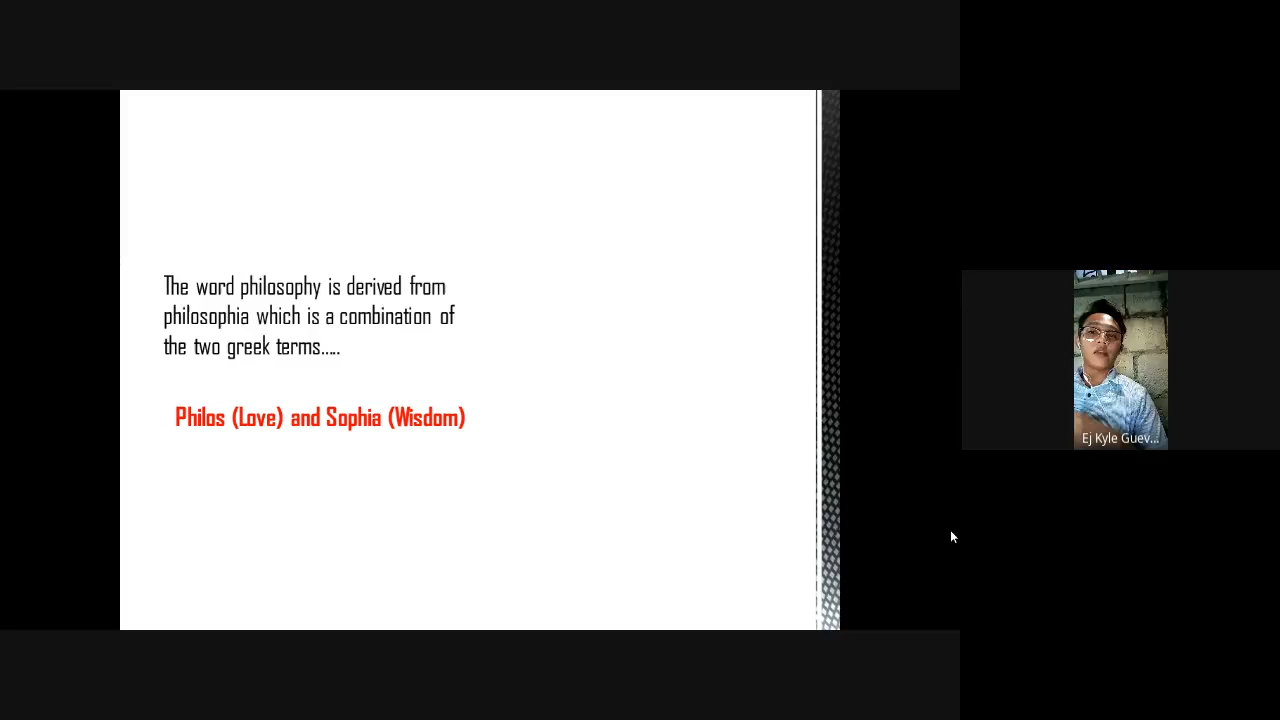 The word philosophy is derived from
philosophia which is a combination of
the two greek terms.....
Philos (Love) and Sophia (Wisdom)
Ej Kyle Guev...